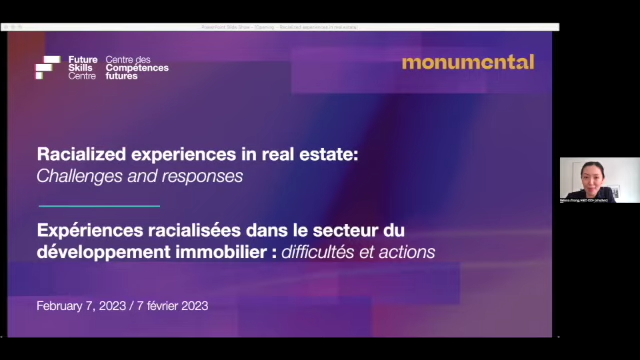 Future
Skills
Centre
Centre des
Compétences
futures
monumental
Racialized experiences in real estate:
Challenges and responses
Expériences racialisées dans le secteur du
développement immobilier : difficultés et actions
February 7, 2023 / 7 février 2023